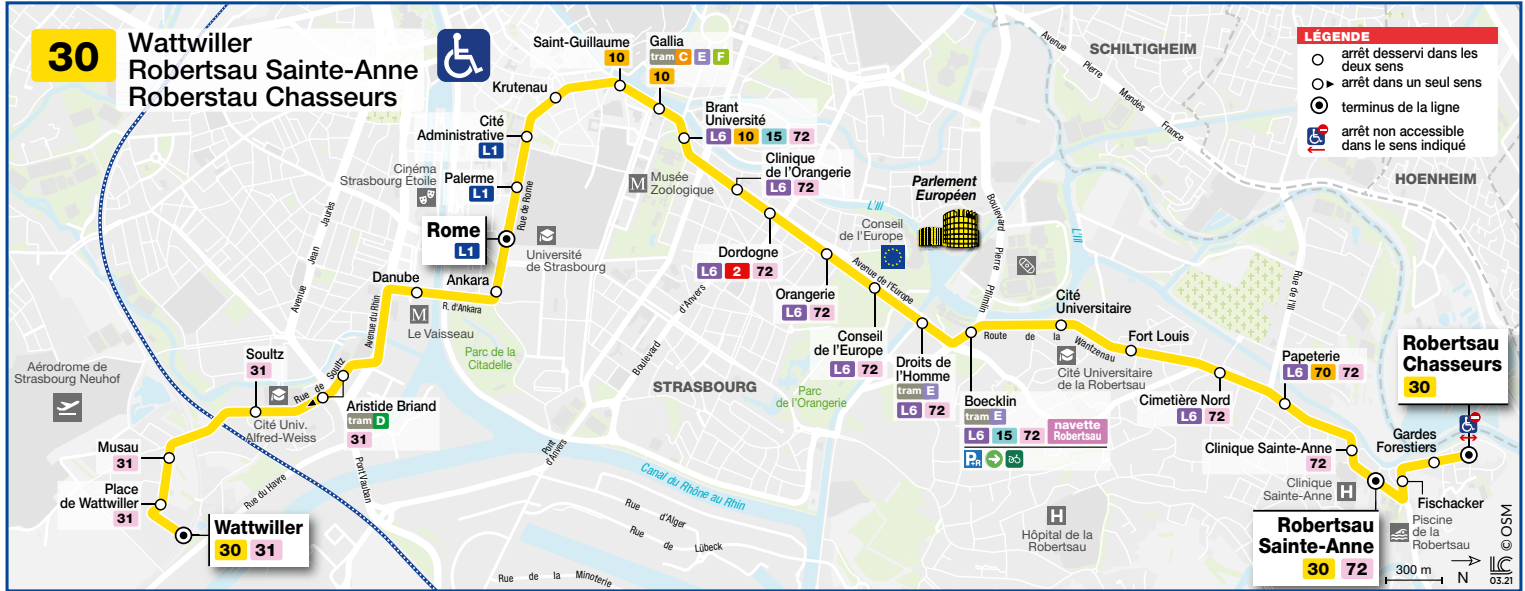 30
Wattwiller
Robertsau Sainte-Anne
Roberstau Chasseurs
LÉGENDE
arrêt desservi dans les
deux sens
arrêt dans un seul sens
terminus de la ligne
arrêt non accessible
dans le sens indiqué
SCHILTIGHEIM
HOENHEIM
STRASBOURG
Avenue Pierre Mendès France
Saint-Guillaume
10
Gallia
tram C E F
10
Krutenau
Brant
Université
L6 10 15 72
Cité
Administrative
L1
Clinique
de l'Orangerie
L6 72
Cinéma
Strasbourg Étoile
Palerme
L1
Rue de Rome
M
Musée
Zoologique
Parlement
Européen
L'Ill
L'Ill
Conseil
de l'Europe
Boulevard Pierre Pflimlin
Rome
L1
Université
de Strasbourg
Avenue Jean Jaurès
Dordogne
L6 2 72
Avenue de l'Europe
Danube
Ankara
R. d'Ankara
M
Le Vaisseau
Avenue du Rhin
Boulevard d'Anvers
Orangerie
L6 72
Rue de l'Ill
Cité
Universitaire
Route de la Wantzenau
Fort Louis
Conseil
de l'Europe
L6 72
Droits de
l'Homme
tram E
L6 72
Cité Universitaire
de la Robertsau
Papeterie
L6 70 72
Robertsau
Chasseurs
30
Soultz
31
Rue de Soultz
Parc de la
Citadelle
Parc
de l'Orangerie
Aérodrome de
Strasbourg Neuhof
Cité Univ.
Alfred-Weiss
Aristide Briand
tram D
31
Boecklin
tram E
L6 15 72 navette
Robertsau
P+R
Cimetière Nord
L6 72
Gardes
Forestiers
Musau
31
Clinique Sainte-Anne
72
Pont d'Anvers
Pont Vauban
Canal du Rhône au Rhin
Clinique
Sainte-Anne
H
Fischacker
Place
de Wattwiller
31
Rue du Havre
Rue d'Alger
Rue de Lübeck
Rue de la Minoterie
H
Hôpital de la
Robertsau
Piscine
de la
Robertsau
Wattwiller
30 31
Robertsau
Sainte-Anne
30 72
300 m
N
LC
03.21
© OSM